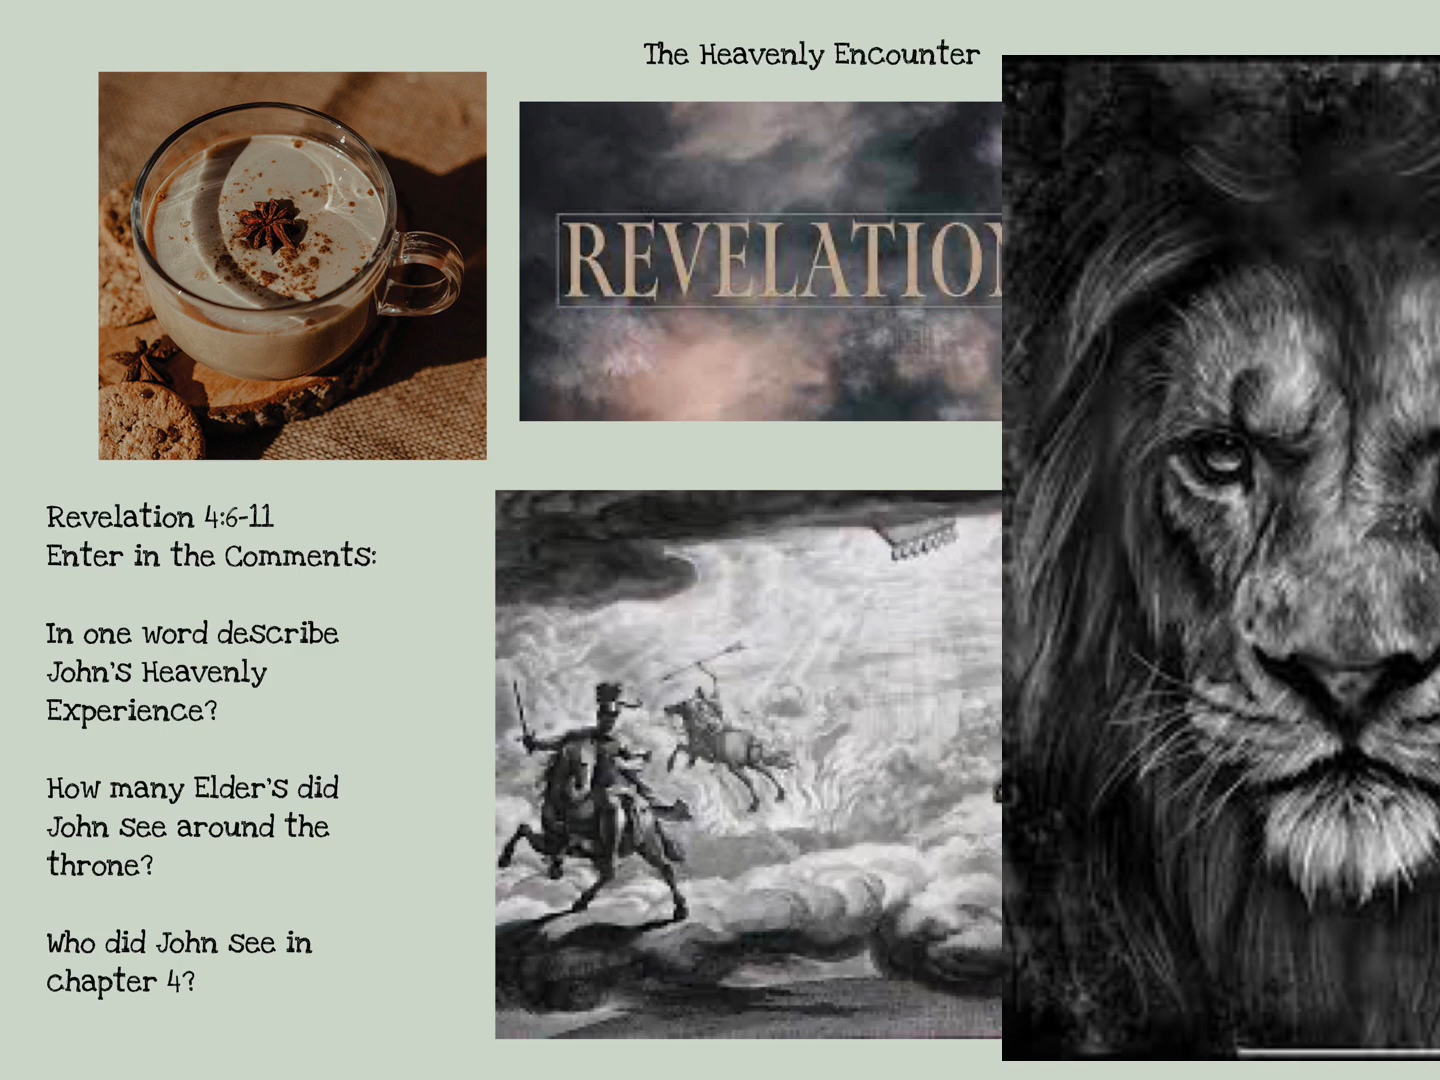 The Heavenly Encounter
REVELATION
Revelation 4:6-11
Enter in the Comments:
In one word describe
John's Heavenly
Experience?
How many Elder's did
John see around the
throne?
Who did John see in
chapter 4?